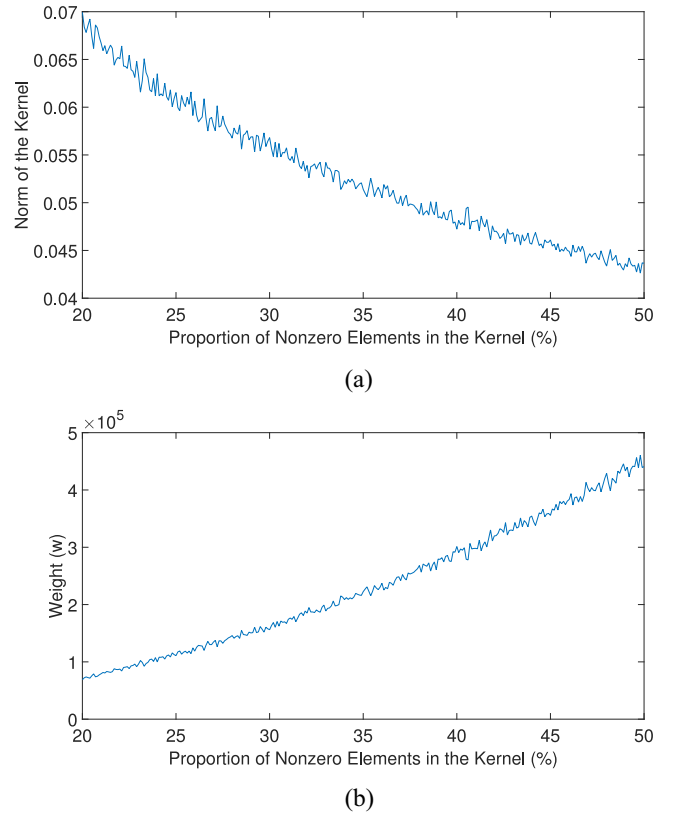 0.07
0.065
0.06
0.055
0.05
0.045
0.04
Norm of the Kernel
20 25 30 35 40 45 50
Proportion of Nonzero Elements in the Kernel (%)
(a)
×10⁵
5
4
3
2
1
0
Weight (w)
20 25 30 35 40 45 50
Proportion of Nonzero Elements in the Kernel (%)
(b)